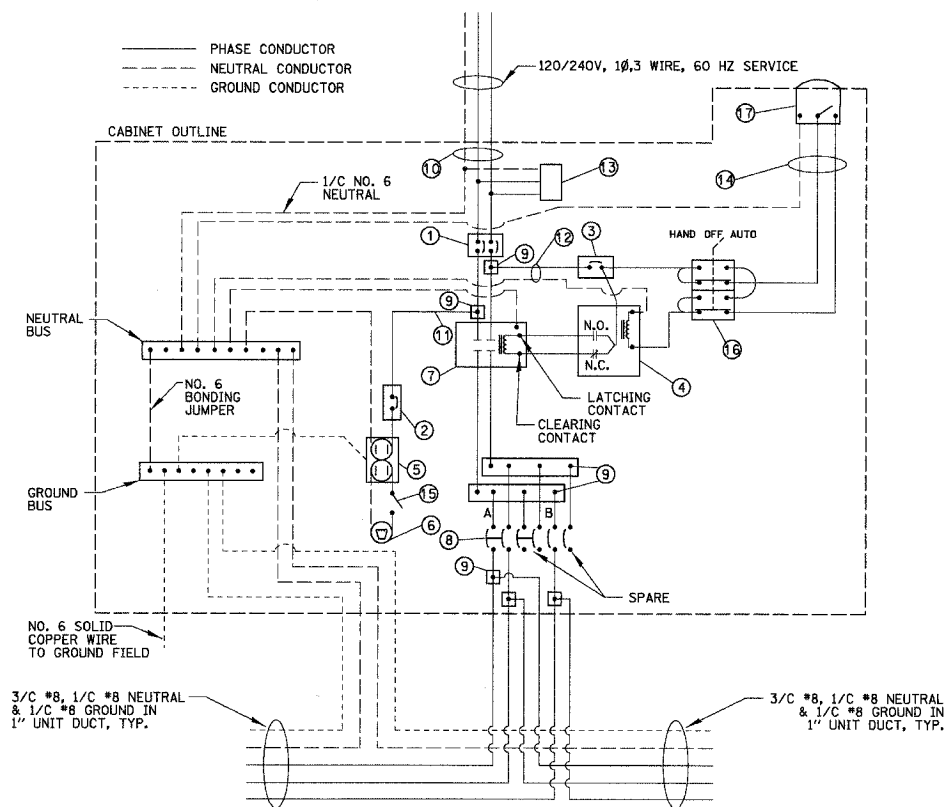 PHASE CONDUCTOR
NEUTRAL CONDUCTOR
GROUND CONDUCTOR
120/240V, 1Ø,3 WIRE, 60 HZ SERVICE
17
CABINET OUTLINE
10
13
14
1/C NO. 6
NEUTRAL
1
9
12
3
HAND OFF AUTO
9
NEUTRAL
BUS
11
N.O.
N.C.
16
7
4
NO. 6
BONDING
JUMPER
LATCHING
CONTACT
2
CLEARING
CONTACT
GROUND
BUS
5
9
15
A
B
6
8
9
SPARE
NO. 6 SOLID
COPPER WIRE
TO GROUND FIELD
3/C #8, 1/C #8 NEUTRAL
& 1/C #8 GROUND IN
1" UNIT DUCT, TYP.
3/C #8, 1/C #8 NEUTRAL
& 1/C #8 GROUND IN
1" UNIT DUCT, TYP.